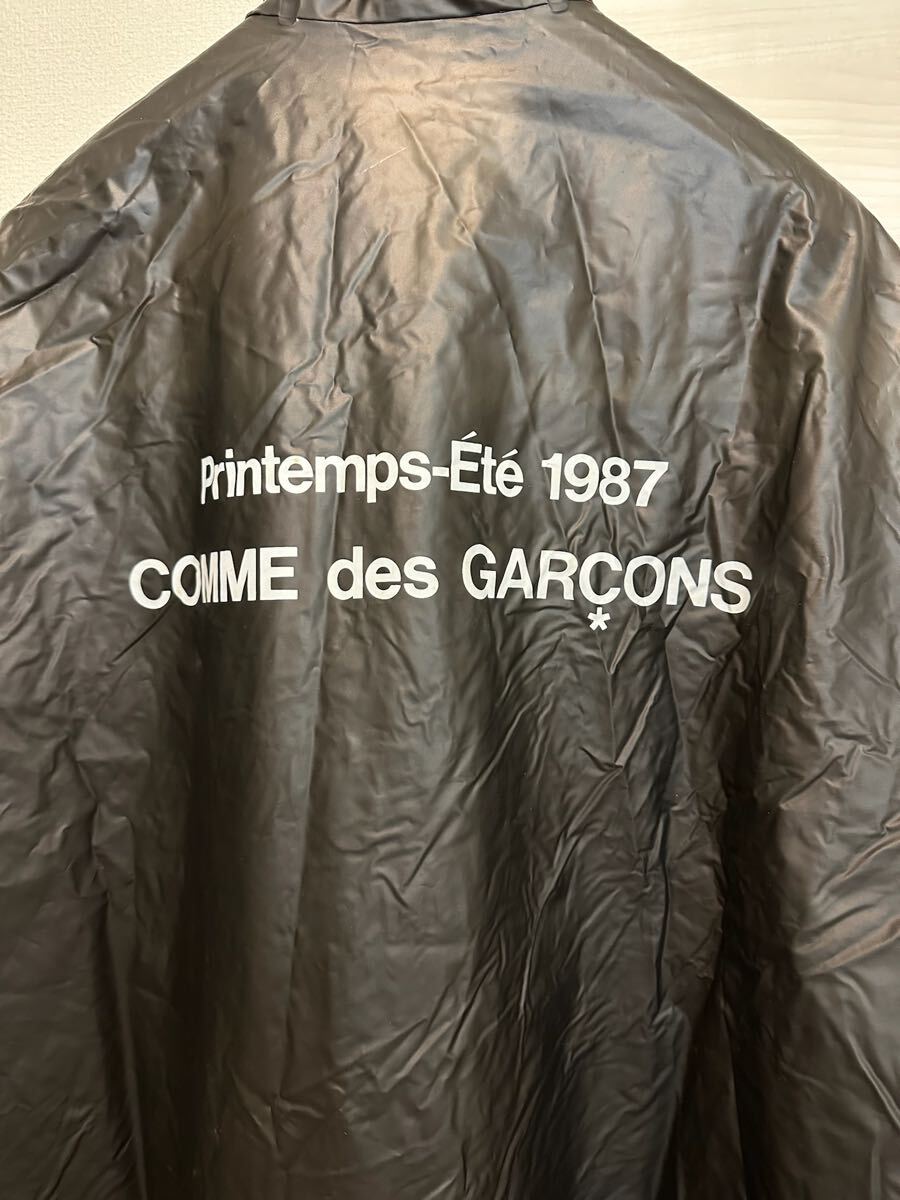 Printemps-Été 1987
COMME des GARÇONS
*